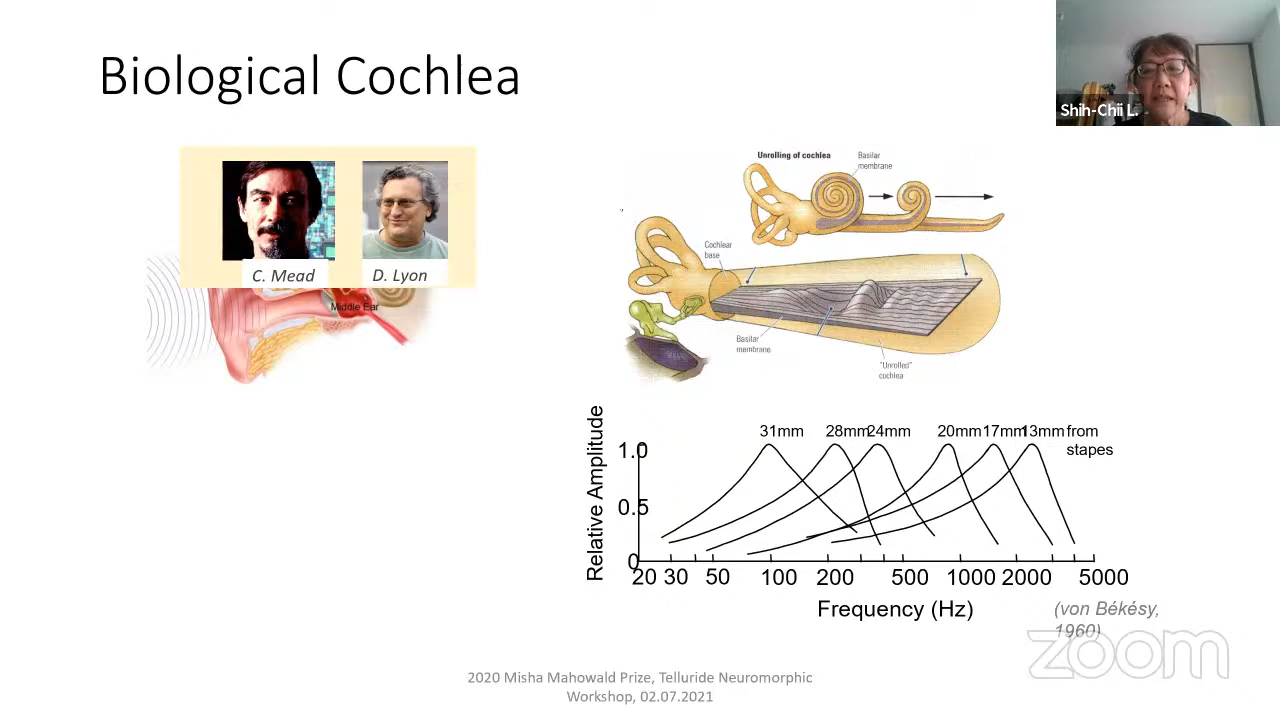 Biological Cochlea
Shih-Chii L.
C. Mead
D. Lyon
Middle Ear
Unrolling of cochlea
Basilar
membrane
Cochlear
base
Basilar
membrane
"Unrolled"
cochlea
Relative Amplitude
1.0
0.5
0
31mm 28mm 24mm 20mm 17mm 13mm from
stapes
20 30 50 100 200 500 1000 2000 5000
Frequency (Hz)
(von Békésy,
1960)
zoom
2020 Misha Mahowald Prize, Telluride Neuromorphic
Workshop, 02.07.2021